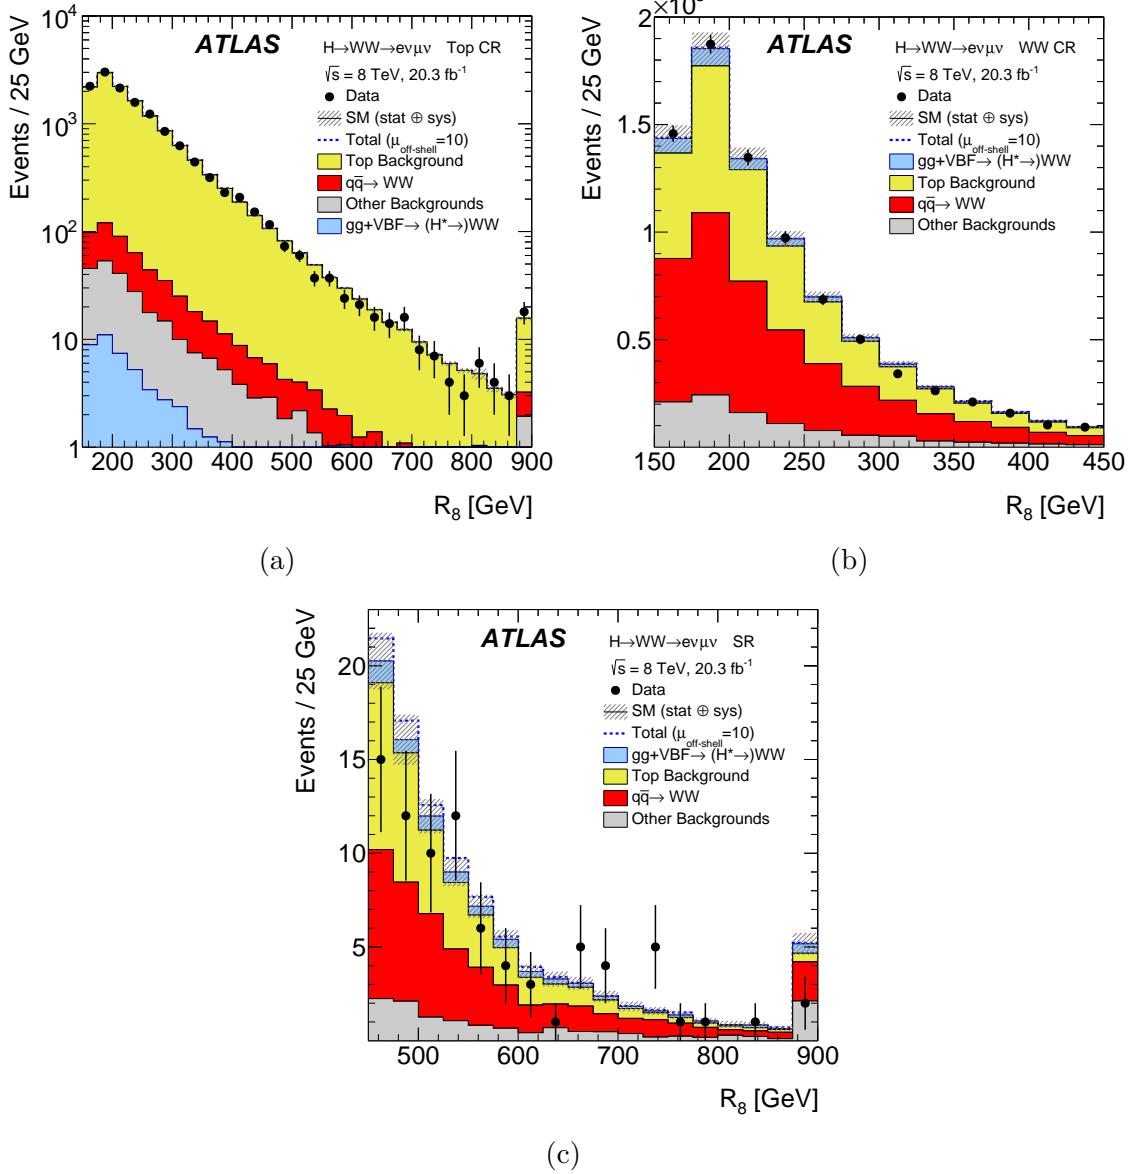 Events / 25 GeV
10⁴
10³
10²
10
1
ATLAS
H→WW→eνμν Top CR
√s = 8 TeV, 20.3 fb⁻¹
Data
SM (stat ⊕ sys)
Total (μoff-shell=10)
Top Background
qq̅→ WW
Other Backgrounds
gg+VBF→ (H*→)WW
200 300 400 500 600 700 800 900
R₈ [GeV]
(a)
Events / 25 GeV
1.5
1
0.5
ATLAS
H→WW→eνμν WW CR
√s = 8 TeV, 20.3 fb⁻¹
Data
SM (stat ⊕ sys)
Total (μoff-shell=10)
gg+VBF→ (H*→)WW
Top Background
qq̅→ WW
Other Backgrounds
150 200 250 300 350 400 450
R₈ [GeV]
(b)
Events / 25 GeV
20
15
10
5
ATLAS
H→WW→eνμν SR
√s = 8 TeV, 20.3 fb⁻¹
Data
SM (stat ⊕ sys)
Total (μoff-shell=10)
gg+VBF→ (H*→)WW
Top Background
qq̅→ WW
Other Backgrounds
500 600 700 800 900
R₈ [GeV]
(c)